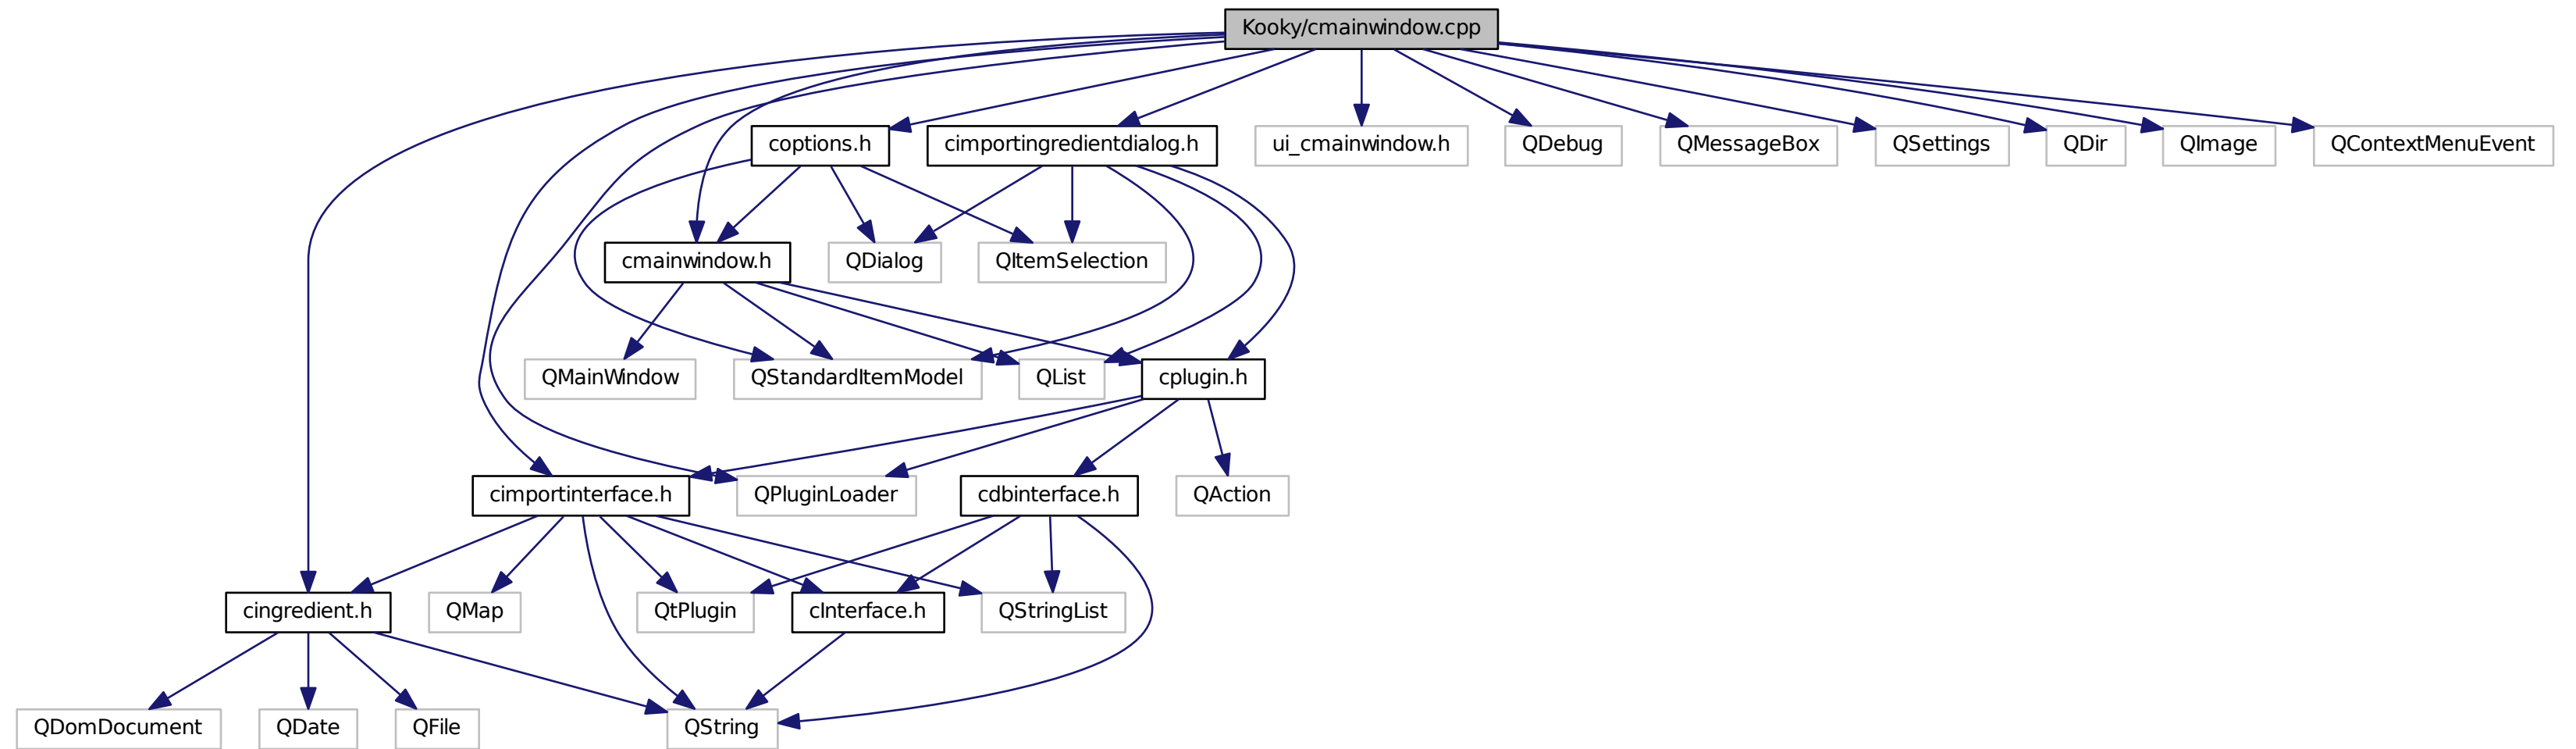 Kooky/cmainwindow.cpp
coptions.h
cimportingredientdialog.h
ui_cmainwindow.h
QDebug
QMessageBox
QSettings
QDir
QImage
QContextMenuEvent
cmainwindow.h
QDialog
QItemSelection
QMainWindow
QStandardItemModel
QList
cplugin.h
cimportinterface.h
QPluginLoader
cdbinterface.h
QAction
cingredient.h
QMap
QtPlugin
cInterface.h
QStringList
QDomDocument
QDate
QFile
QString